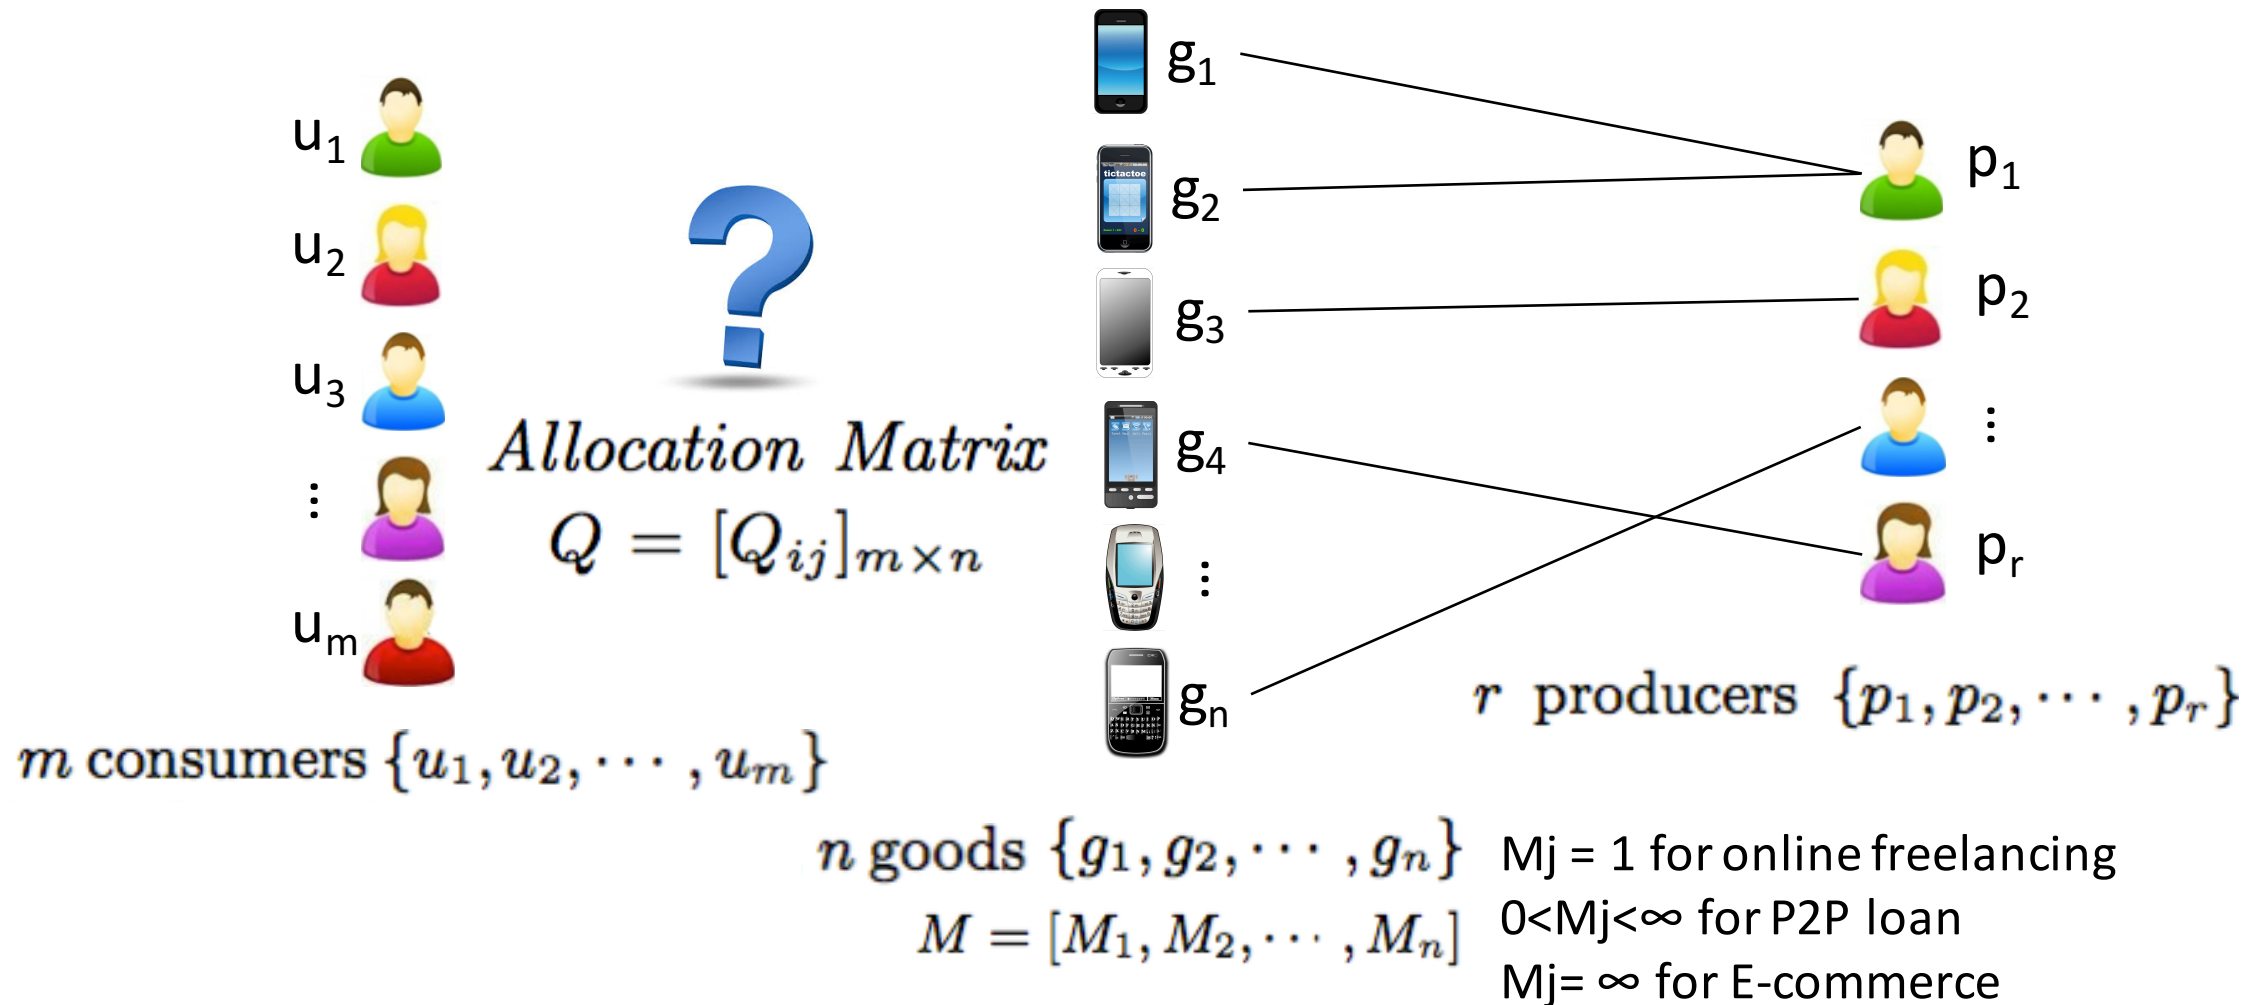 u1
u2
u3
⋮
um
m consumers {u1, u2, ⋯ , um}
Allocation Matrix
Q = [Qij]m×n
g1
tictactoe
g2
g3
g4
⋮
gn
n goods {g1, g2, ⋯ , gn}
M = [M1, M2, ⋯ , Mn]
p1
p2
⋮
pr
r producers {p1, p2, ⋯ , pr}
Mj = 1 for online freelancing
0<Mj<∞ for P2P loan
Mj= ∞ for E-commerce